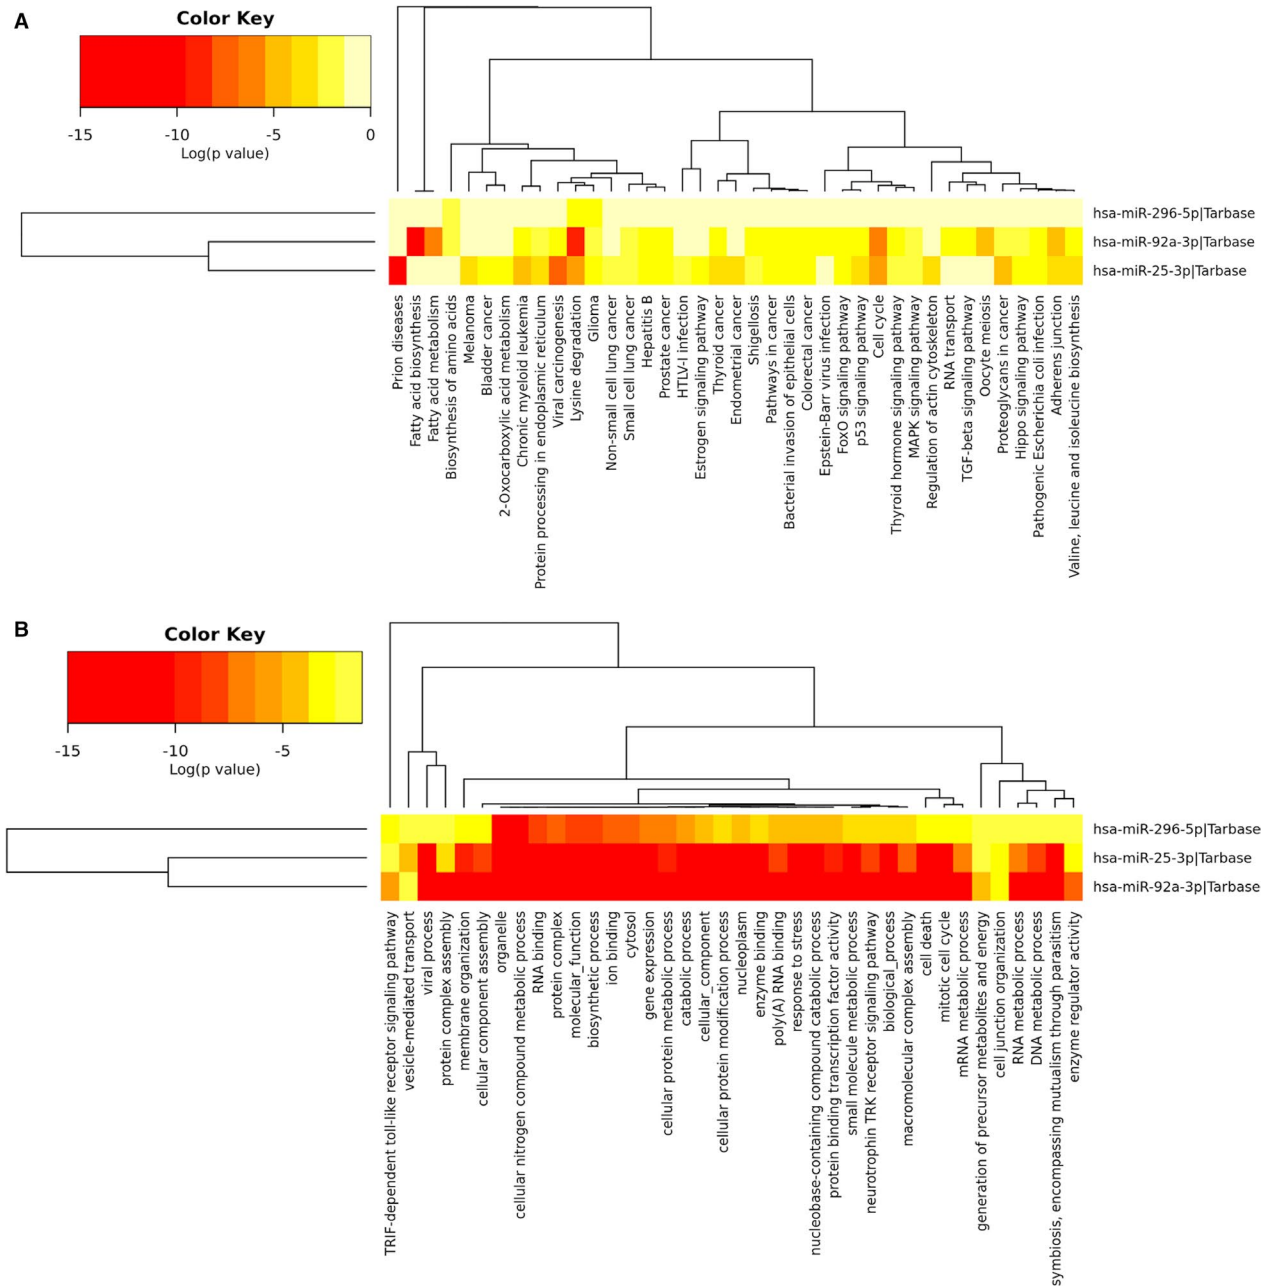 A
Color Key
-15 -10 -5 0
Log(p value)
hsa-miR-296-5p|Tarbase
hsa-miR-92a-3p|Tarbase
hsa-miR-25-3p|Tarbase
Prion diseases
Fatty acid biosynthesis
Fatty acid metabolism
Biosynthesis of amino acids
Melanoma
Bladder cancer
2-Oxocarboxylic acid metabolism
Chronic myeloid leukemia
Protein processing in endoplasmic reticulum
Viral carcinogenesis
Lysine degradation
Glioma
Non-small cell lung cancer
Small cell lung cancer
Hepatitis B
Prostate cancer
HTLV-I infection
Estrogen signaling pathway
Thyroid cancer
Endometrial cancer
Shigellosis
Pathways in cancer
Bacterial invasion of epithelial cells
Colorectal cancer
Epstein-Barr virus infection
FoxO signaling pathway
p53 signaling pathway
Cell cycle
Thyroid hormone signaling pathway
MAPK signaling pathway
Regulation of actin cytoskeleton
RNA transport
TGF-beta signaling pathway
Oocyte meiosis
Proteoglycans in cancer
Hippo signaling pathway
Pathogenic Escherichia coli infection
Adherens junction
Valine, leucine and isoleucine biosynthesis
B
Color Key
-15 -10 -5
Log(p value)
hsa-miR-296-5p|Tarbase
hsa-miR-25-3p|Tarbase
hsa-miR-92a-3p|Tarbase
TRIF-dependent toll-like receptor signaling pathway
vesicle-mediated transport
viral process
protein complex assembly
membrane organization
cellular component assembly
organelle
cellular nitrogen compound metabolic process
RNA binding
protein complex
molecular_function
biosynthetic process
ion binding
cytosol
gene expression
cellular protein metabolic process
catabolic process
cellular_component
cellular protein modification process
nucleoplasm
enzyme binding
poly(A) RNA binding
response to stress
nucleobase-containing compound catabolic process
protein binding transcription factor activity
small molecule metabolic process
neurotrophin TRK receptor signaling pathway
biological_process
macromolecular complex assembly
cell death
mitotic cell cycle
mRNA metabolic process
generation of precursor metabolites and energy
cell junction organization
RNA metabolic process
DNA metabolic process
symbiosis, encompassing mutualism through parasitism
enzyme regulator activity